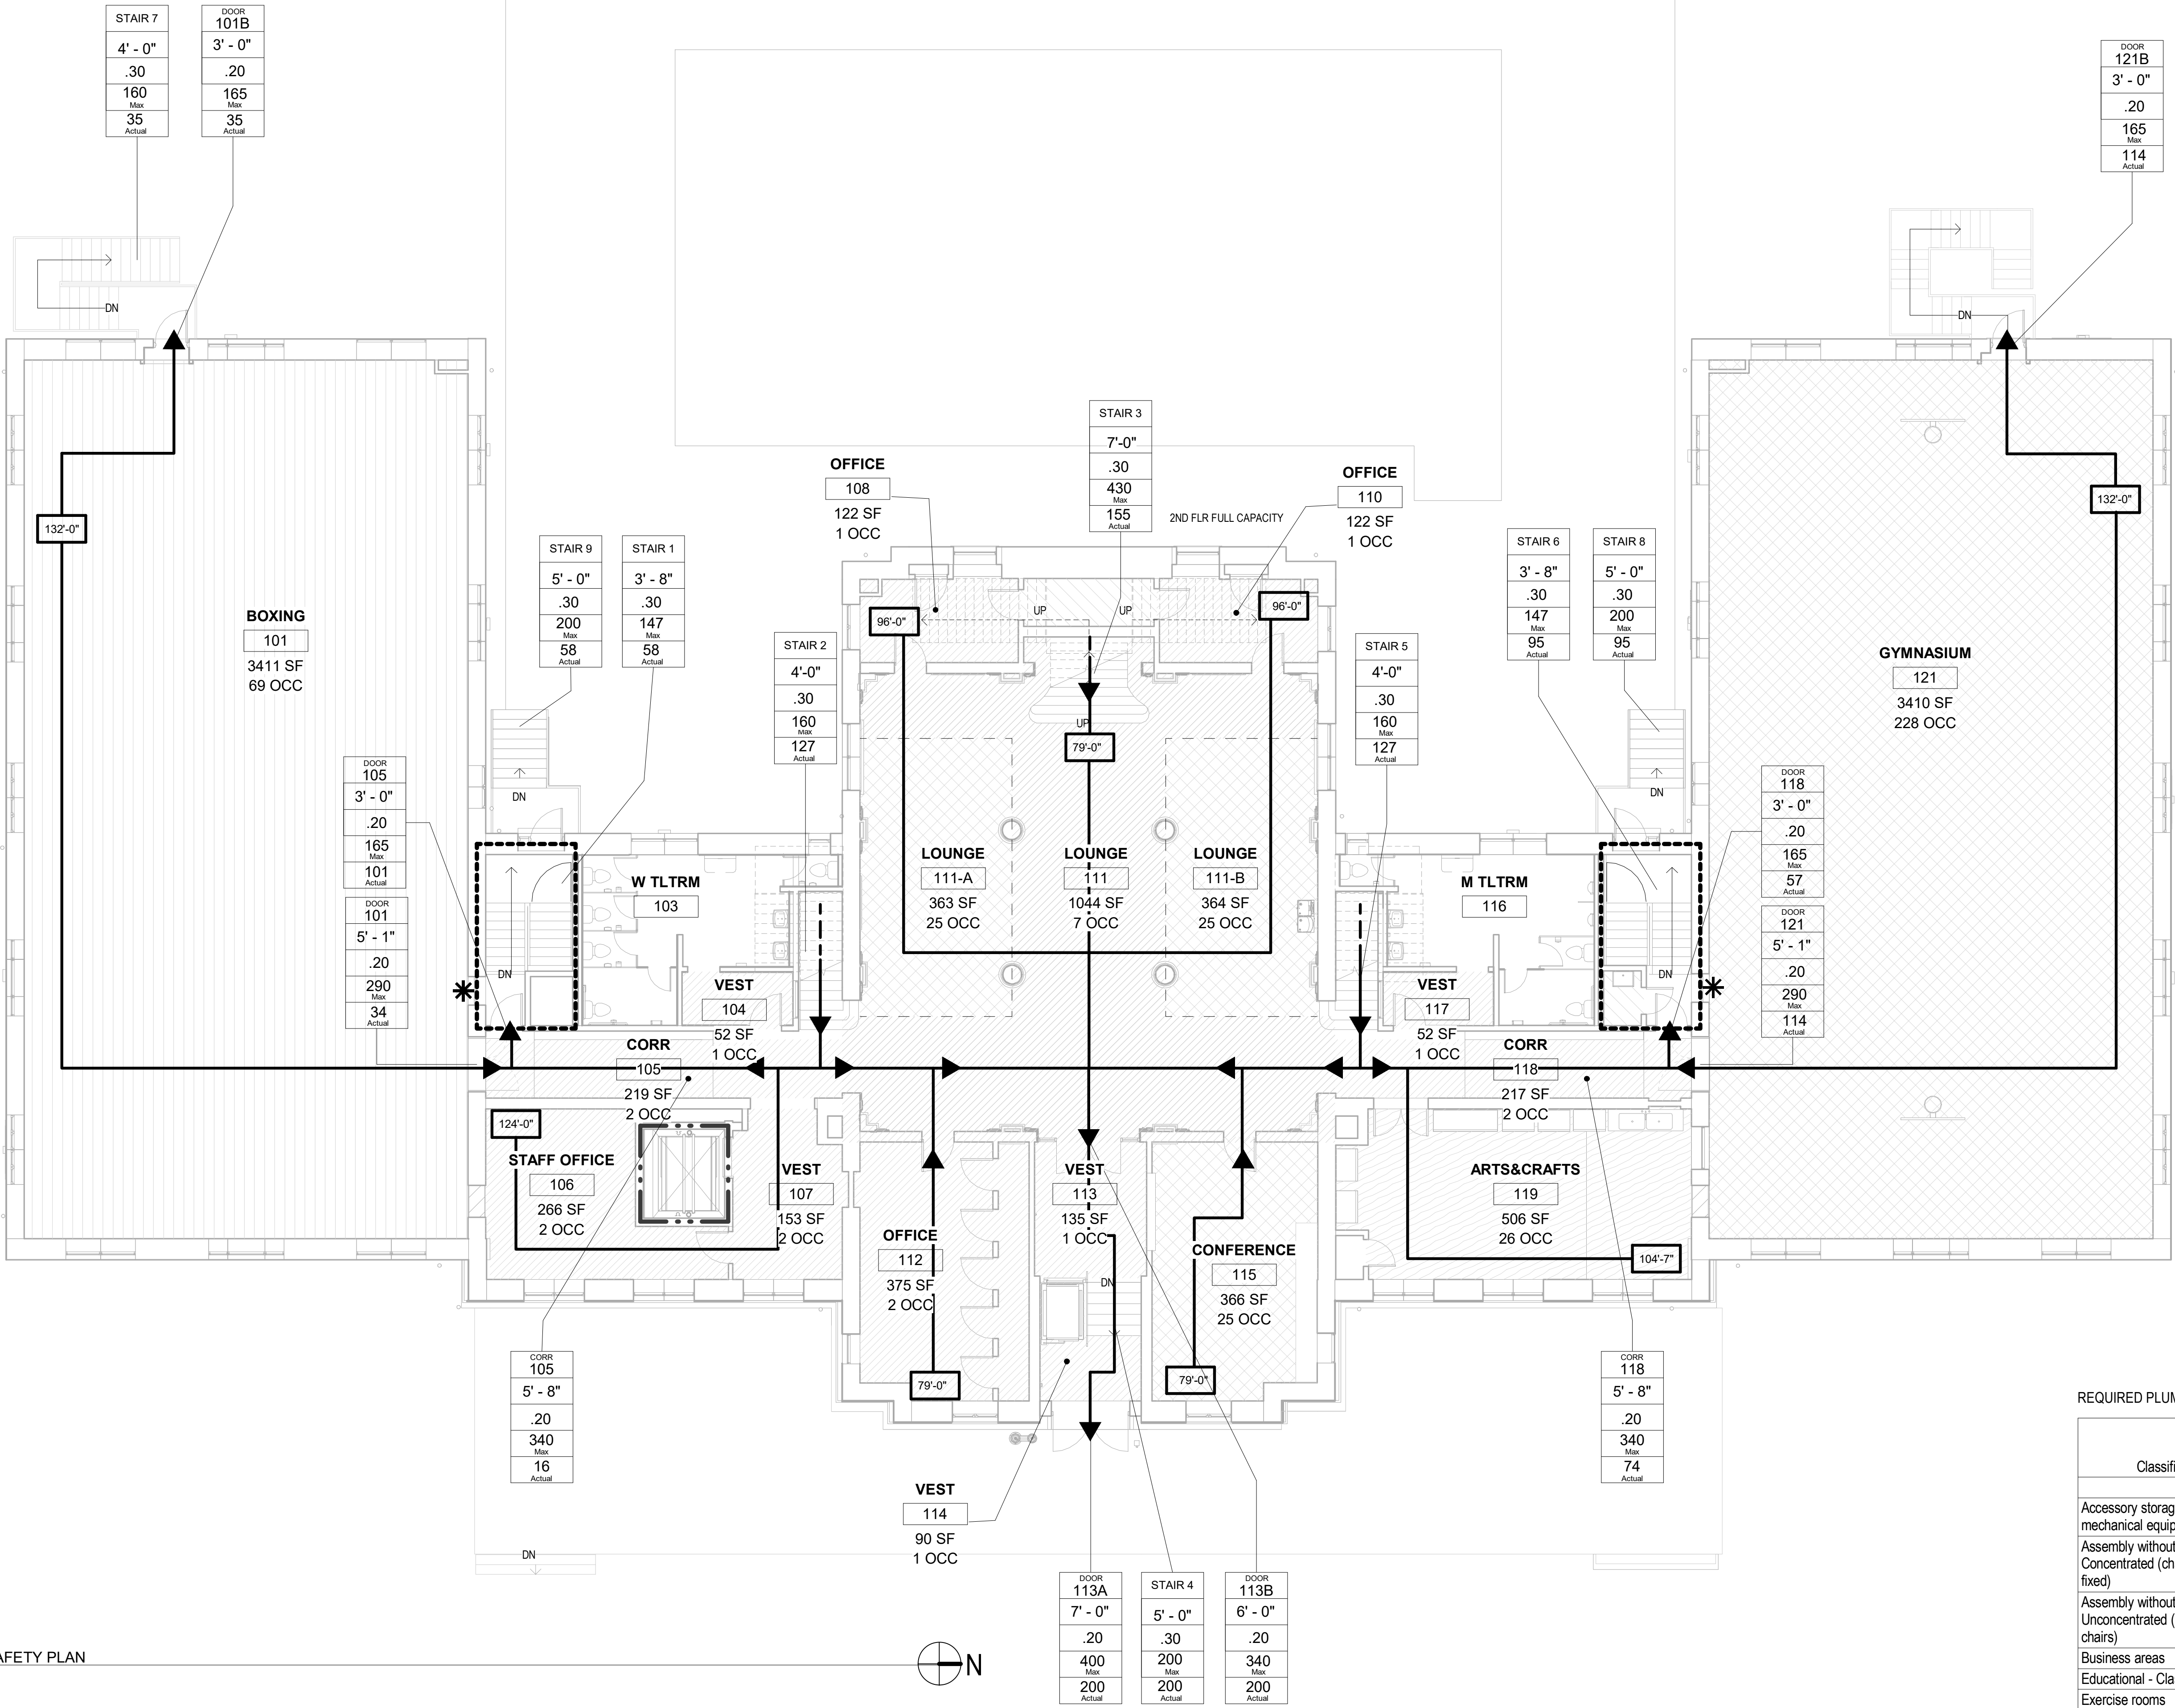 STAIR 7
4' - 0"
.30
160
Max
35
Actual
DOOR
101B
3' - 0"
.20
165
Max
35
Actual
DOOR
121B
3' - 0"
.20
165
Max
114
Actual
DN
DN
132'-0"
132'-0"
STAIR 3
7'-0"
.30
430
Max
155
Actual
2ND FLR FULL CAPACITY
OFFICE
108
122 SF
1 OCC
OFFICE
110
122 SF
1 OCC
STAIR 9
5' - 0"
.30
200
Max
58
Actual
STAIR 1
3' - 8"
.30
147
Max
58
Actual
STAIR 6
3' - 8"
.30
147
Max
95
Actual
STAIR 8
5' - 0"
.30
200
Max
95
Actual
BOXING
101
3411 SF
69 OCC
96'-0"
UP
UP
96'-0"
STAIR 2
4'-0"
.30
160
Max
127
Actual
STAIR 5
4'-0"
.30
160
Max
127
Actual
GYMNASIUM
121
3410 SF
228 OCC
UP
79'-0"
DN
DN
DOOR
105
3' - 0"
.20
165
Max
101
Actual
DOOR
118
3' - 0"
.20
165
Max
57
Actual
LOUNGE
111-A
363 SF
25 OCC
LOUNGE
111
1044 SF
7 OCC
LOUNGE
111-B
364 SF
25 OCC
W TLTRM
103
M TLTRM
116
DOOR
101
5' - 1"
.20
290
Max
34
Actual
DOOR
121
5' - 1"
.20
290
Max
114
Actual
DN
DN
VEST
104
52 SF
1 OCC
VEST
117
52 SF
1 OCC
CORR
105
219 SF
2 OCC
CORR
118
217 SF
2 OCC
124'-0"
STAFF OFFICE
106
266 SF
2 OCC
VEST
107
153 SF
2 OCC
OFFICE
112
375 SF
2 OCC
VEST
113
135 SF
1 OCC
DN
CONFERENCE
115
366 SF
25 OCC
ARTS&CRAFTS
119
506 SF
26 OCC
104'-7"
79'-0"
79'-0"
CORR
105
5' - 8"
.20
340
Max
16
Actual
CORR
118
5' - 8"
.20
340
Max
74
Actual
VEST
114
90 SF
1 OCC
DN
DOOR
113A
7' - 0"
.20
400
Max
200
Actual
STAIR 4
5' - 0"
.30
200
Max
200
Actual
DOOR
113B
6' - 0"
.20
340
Max
200
Actual
AFETY PLAN
N
REQUIRED PLUM
Classifi
Accessory storag
mechanical equip
Assembly without
Concentrated (ch
fixed)
Assembly without
Unconcentrated (
chairs)
Business areas
Educational - Cla
Exercise rooms